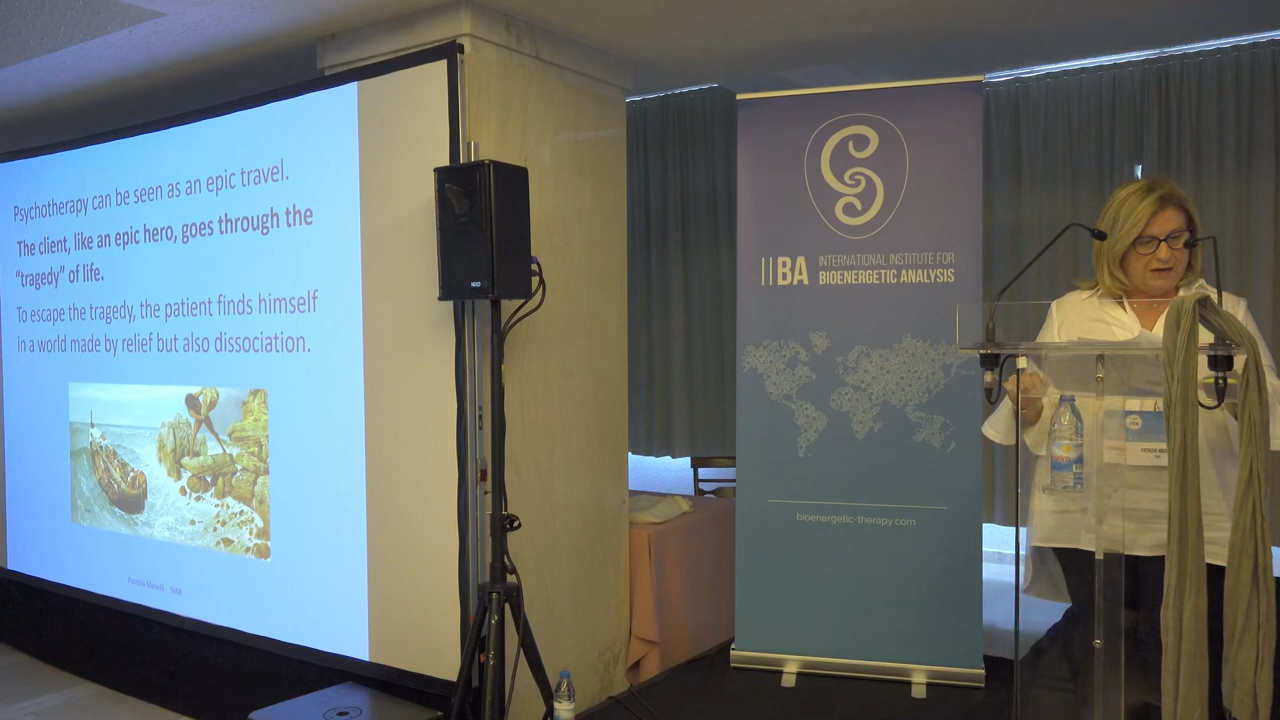 Psychotherapy can be seen as an epic travel.
The client, like an epic hero, goes through the
“tragedy” of life.
To escape the tragedy, the patient finds himself
in a world made by relief but also dissociation.
IIBA
INTERNATIONAL INSTITUTE FOR
BIOENERGETIC ANALYSIS
bioenergetic-therapy.com
PATRIZIA